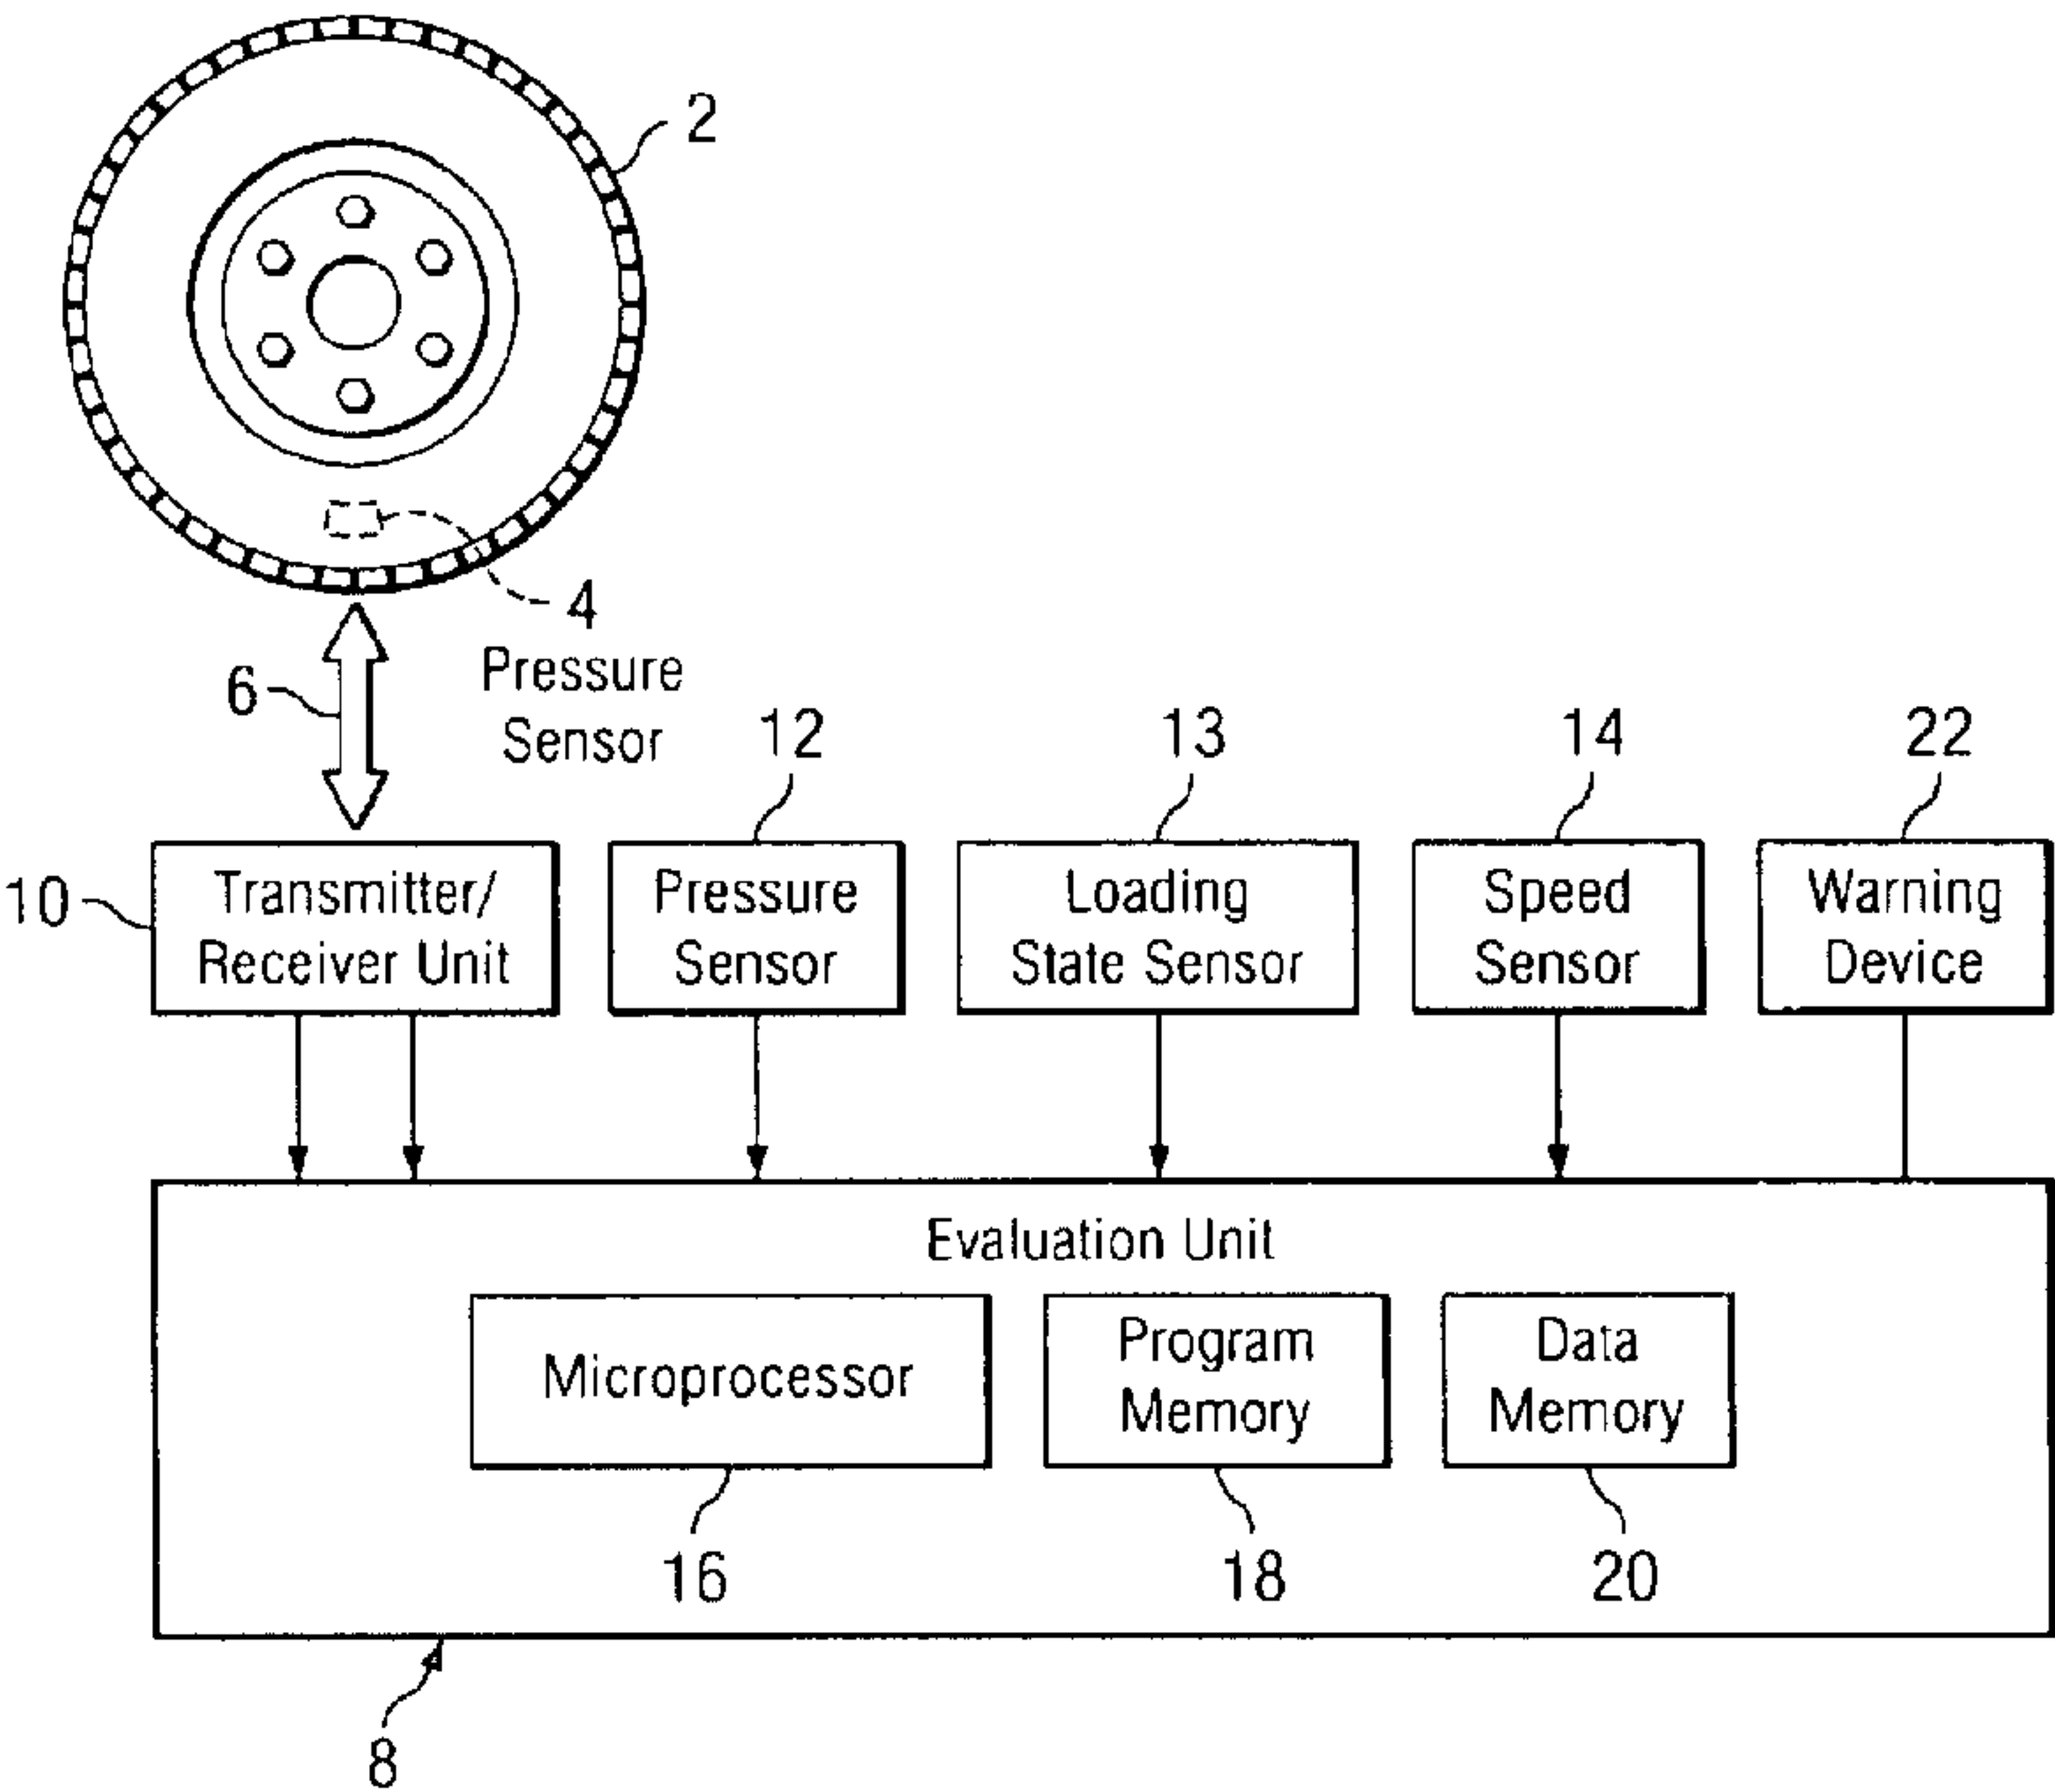 2
4
Pressure
Sensor
6
12
13
14
22
10
Transmitter/
Receiver Unit
Pressure
Sensor
Loading
State Sensor
Speed
Sensor
Warning
Device
Evaluation Unit
Microprocessor
Program
Memory
Data
Memory
16
18
20
8